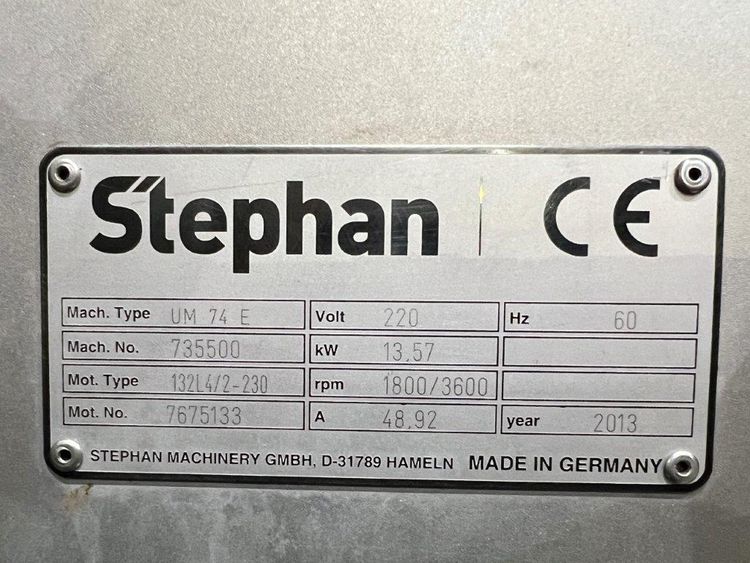 Stephan CE
Mach. Type UM 74 E Volt 220 Hz 60
Mach. No. 735500 kW 13,57
Mot. Type 132L4/2-230 rpm 1800/3600
Mot. No. 7675133 A 48,92 year 2013
STEPHAN MACHINERY GMBH, D-31789 HAMELN MADE IN GERMANY